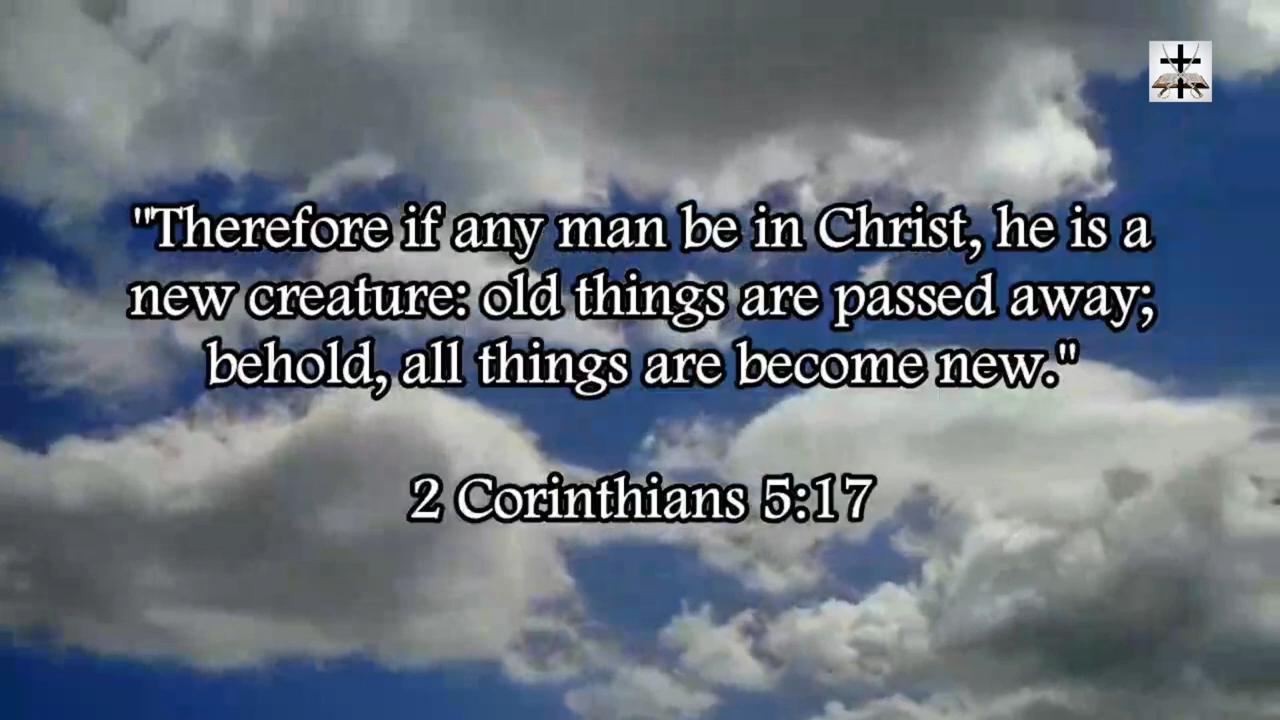 "Therefore if any man be in Christ, he is a
new creature: old things are passed away;
behold, all things are become new."
2 Corinthians 5:17